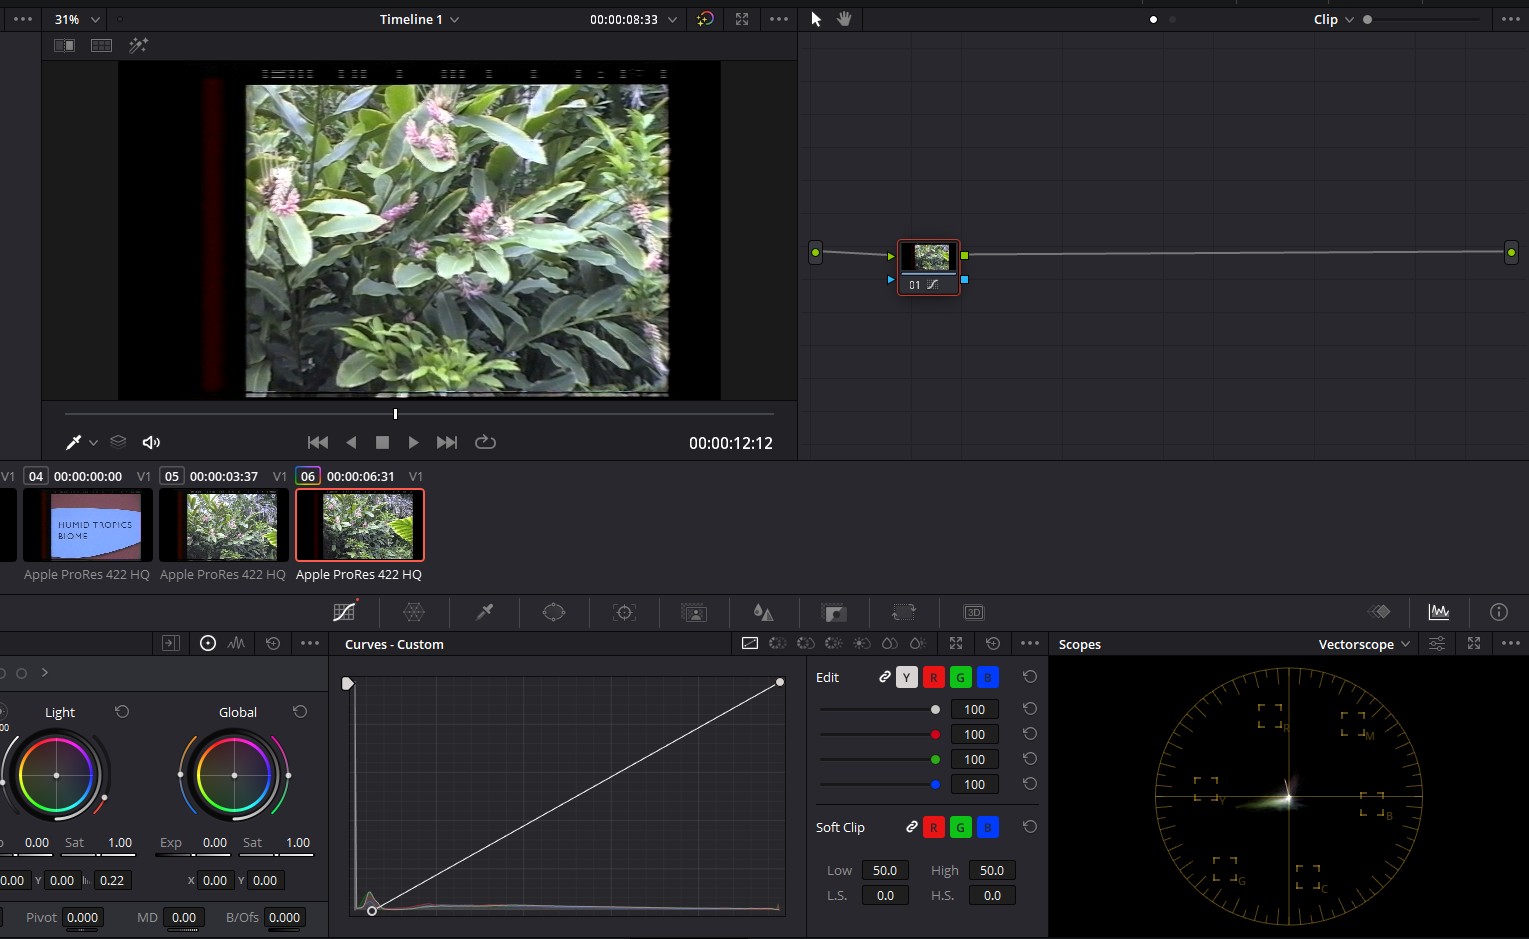 31%
Timeline 1
00:00:08:33
Clip
01
00:00:12:12
V1
04 00:00:00:00 V1
05 00:00:03:37 V1
06 00:00:06:31 V1
HUMID TROPICS
BIOME
Apple ProRes 422 HQ
Apple ProRes 422 HQ
Apple ProRes 422 HQ
3D
Curves - Custom
Scopes
Vectorscope
Light
Global
Exp 0.00 Sat 1.00
0.00 Sat 1.00
0.00 Y 0.00 0.22
X 0.00 Y 0.00
Pivot 0.000 MD 0.00 B/Ofs 0.000
Edit Y R G B
100
100
100
100
Soft Clip R G B
Low 50.0 High 50.0
L.S. 0.0 H.S. 0.0
R
M
Y
B
G
C